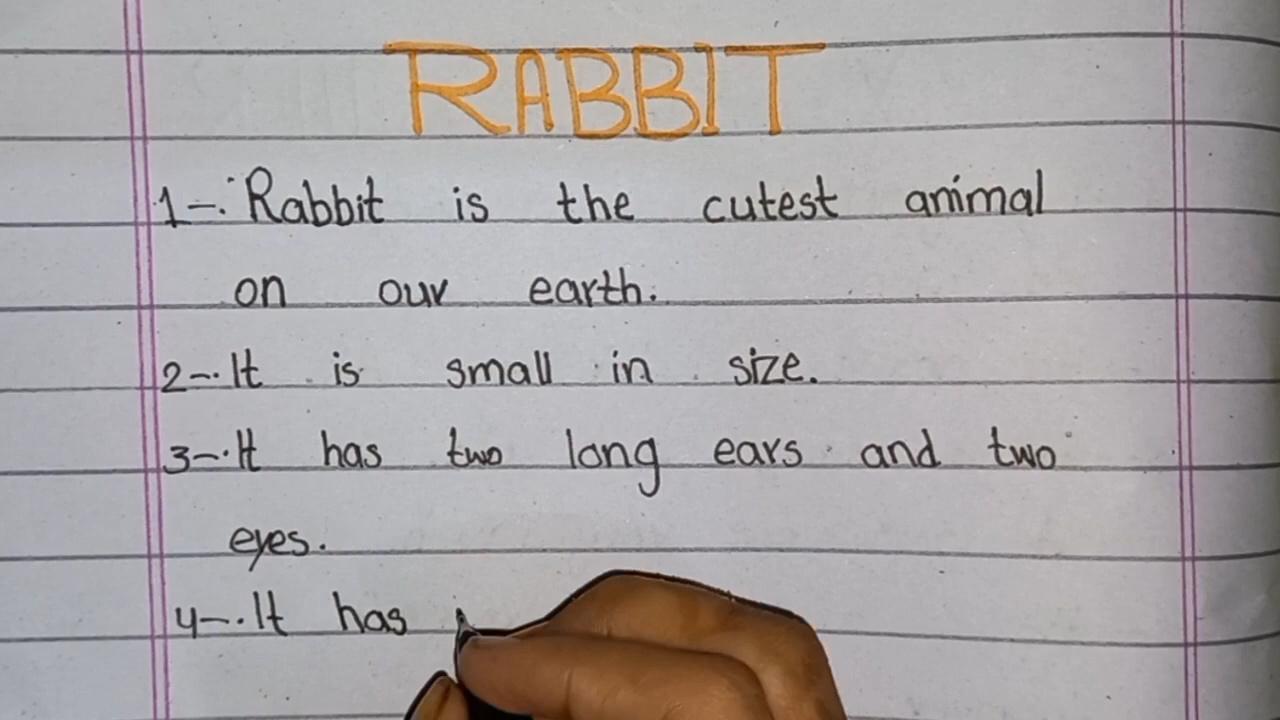 RABBIT
1-. Rabbit is the cutest animal
on our earth.
2-. It is small in size.
3-. It has two long ears and two
eyes.
4-. It has